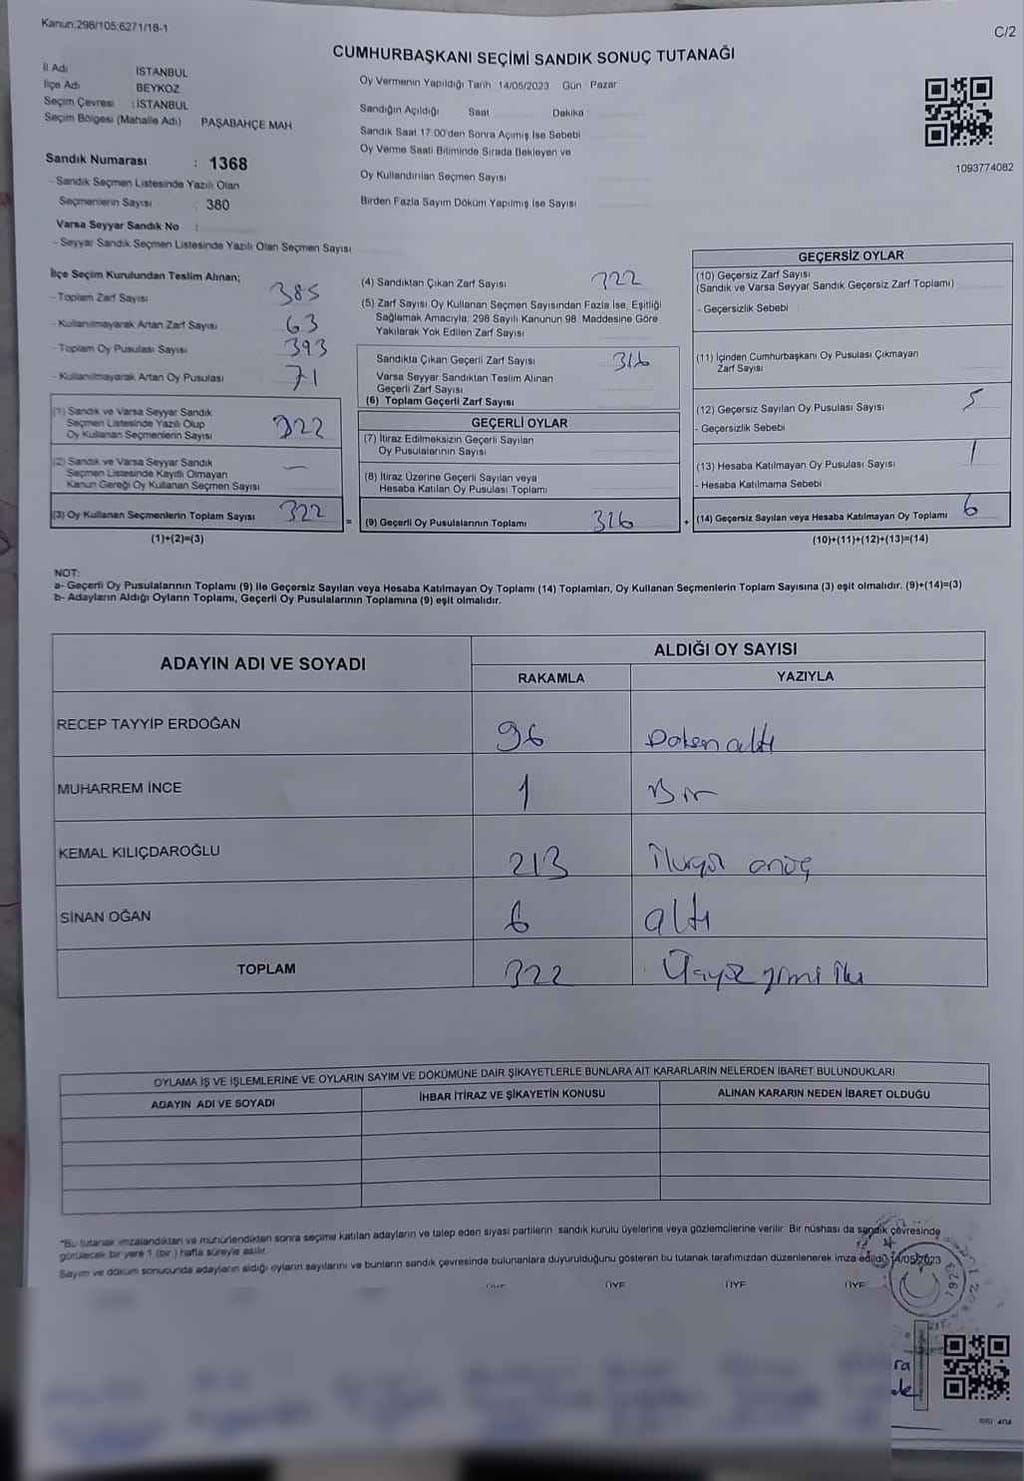 Kanun:298/105;6271/18-1
C/2
CUMHURBAŞKANI SEÇİMİ SANDIK SONUÇ TUTANAĞI
İl Adı : İSTANBUL
İlçe Adı : BEYKOZ
Seçim Çevresi : İSTANBUL
Seçim Bölgesi (Mahalle Adı) PAŞABAHÇE MAH
Sandık Numarası : 1368
- Sandık Seçmen Listesinde Yazılı Olan
Seçmenlerin Sayısı : 380
Varsa Seyyar Sandık No :
- Seyyar Sandık Seçmen Listesinde Yazılı Olan Seçmen Sayısı
Oy Vermenin Yapıldığı Tarih 14/05/2023 Gün Pazar
Sandığın Açıldığı Saat Dakika
Sandık Saat 17:00'den Sonra Açımış İse Sebebi
Oy Verme Saati Bitiminde Sırada Bekleyen ve
Oy Kullandırılan Seçmen Sayısı
Birden Fazla Sayım Döküm Yapılmış İse Sayısı
1093774082
İlçe Seçim Kurulundan Teslim Alınan;
- Toplam Zarf Sayısı 385
- Kullanılmayarak Artan Zarf Sayısı 63
- Toplam Oy Pusulası Sayısı 393
- Kullanılmayarak Artan Oy Pusulası 71
(1) Sandık ve Varsa Seyyar Sandık
Seçmen Listesinde Yazılı Olup
Oy Kullanan Seçmenlerin Sayısı 322
(2) Sandık ve Varsa Seyyar Sandık
Seçmen Listesinde Kayıtlı Olmayan
Kanun Gereği Oy Kullanan Seçmen Sayısı —
(3) Oy Kullanan Seçmenlerin Toplam Sayısı 322
(1)+(2)=(3)
(4) Sandıktan Çıkan Zarf Sayısı 322
(5) Zarf Sayısı Oy Kullanan Seçmen Sayısından Fazla İse, Eşitliği
Sağlamak Amacıyla; 298 Sayılı Kanunun 98. Maddesine Göre
Yakılarak Yok Edilen Zarf Sayısı
Sandıkta Çıkan Geçerli Zarf Sayısı 316
Varsa Seyyar Sandıktan Teslim Alınan
Geçerli Zarf Sayısı
(6) Toplam Geçerli Zarf Sayısı
GEÇERLİ OYLAR
(7) İtiraz Edilmeksizin Geçerli Sayılan
Oy Pusulalarının Sayısı
(8) İtiraz Üzerine Geçerli Sayılan veya
Hesaba Katılan Oy Pusulası Toplamı
= (9) Geçerli Oy Pusulalarının Toplamı 316
GEÇERSİZ OYLAR
(10) Geçersiz Zarf Sayısı
(Sandık ve Varsa Seyyar Sandık Geçersiz Zarf Toplamı)
- Geçersizlik Sebebi
(11) İçinden Cumhurbaşkanı Oy Pusulası Çıkmayan
Zarf Sayısı
(12) Geçersiz Sayılan Oy Pusulası Sayısı 5
- Geçersizlik Sebebi
(13) Hesaba Katılmayan Oy Pusulası Sayısı 1
- Hesaba Katılmama Sebebi
+ (14) Geçersiz Sayılan veya Hesaba Katılmayan Oy Toplamı 6
(10)+(11)+(12)+(13)=(14)
NOT:
a- Geçerli Oy Pusulalarının Toplamı (9) ile Geçersiz Sayılan veya Hesaba Katılmayan Oy Toplamı (14) Toplamları, Oy Kullanan Seçmenlerin Toplam Sayısına (3) eşit olmalıdır. (9)+(14)=(3)
b- Adayların Aldığı Oyların Toplamı, Geçerli Oy Pusulalarının Toplamına (9) eşit olmalıdır.
ADAYIN ADI VE SOYADI
ALDIĞI OY SAYISI
RAKAMLA YAZIYLA
RECEP TAYYİP ERDOĞAN 96 Doksan altı
MUHARREM İNCE 1 Bir
KEMAL KILIÇDAROĞLU 213 İkiyüz onüç
SİNAN OĞAN 6 altı
TOPLAM 322 Üçyüz yirmi iki
OYLAMA İŞ VE İŞLEMLERİNE VE OYLARIN SAYIM VE DÖKÜMÜNE DAİR ŞİKAYETLERLE BUNLARA AİT KARARLARIN NELERDEN İBARET BULUNDUKLARI
ADAYIN ADI VE SOYADI İHBAR İTİRAZ VE ŞİKAYETİN KONUSU ALINAN KARARIN NEDEN İBARET OLDUĞU
*Bu tutanak imzalandıktan ve mühürlendikten sonra seçime katılan adayların ve talep eden siyasi partilerin sandık kurulu üyelerine veya gözlemcilerine verilir. Bir nüshası da sandık çevresinde
görülecek bir yere 1 (bir) hafta süreyle asılır.
Sayım ve döküm sonucunda adayların aldığı oyların sayılarını ve bunların sandık çevresinde bulunanlara duyurulduğunu gösteren bu tutanak tarafımızdan düzenlenerek imza edildi. 14/05/2023
ÜYE ÜYE ÜYE